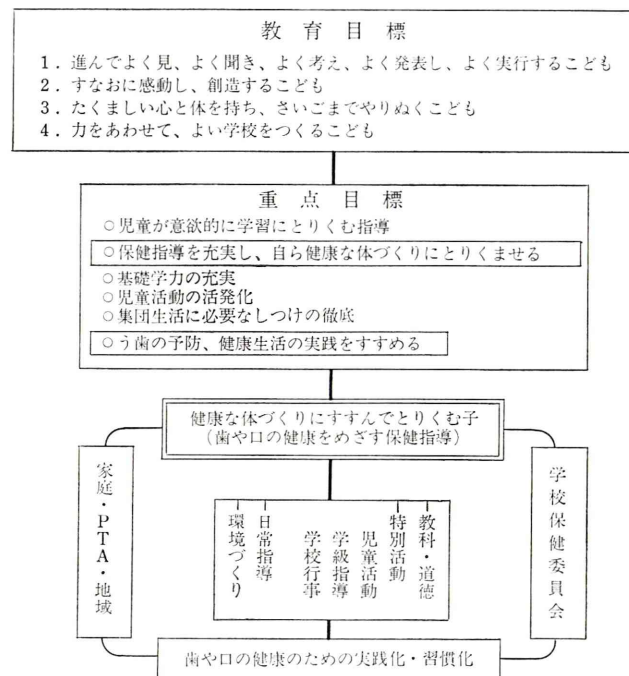 教育目標
1．進んでよく見、よく聞き、よく考え、よく発表し、よく実行するこども
2．すなおに感動し、創造するこども
3．たくましい心と体を持ち、さいごまでやりぬくこども
4．力をあわせて、よい学校をつくるこども
重点目標
○児童が意欲的に学習にとりくむ指導
○保健指導を充実し、自ら健康な体づくりにとりくませる
○基礎学力の充実
○児童活動の活発化
○集団生活に必要なしつけの徹底
○う歯の予防、健康生活の実践をすすめる
健康な体づくりにすすんでとりくむ子
(歯や口の健康をめざす保健指導)
学校保健委員会
教科・道徳
特別活動
児童活動
学級指導
学校行事
日常指導
環境づくり
家庭・PTA・地域
歯や口の健康のための実践化・習慣化